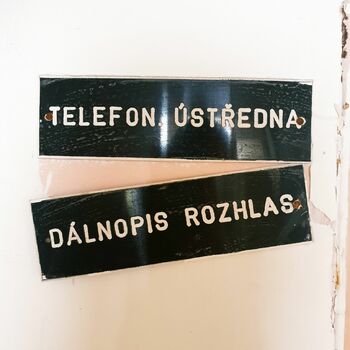 TELEFON. ÚSTŘEDNA
DÁLNOPIS ROZHLAS